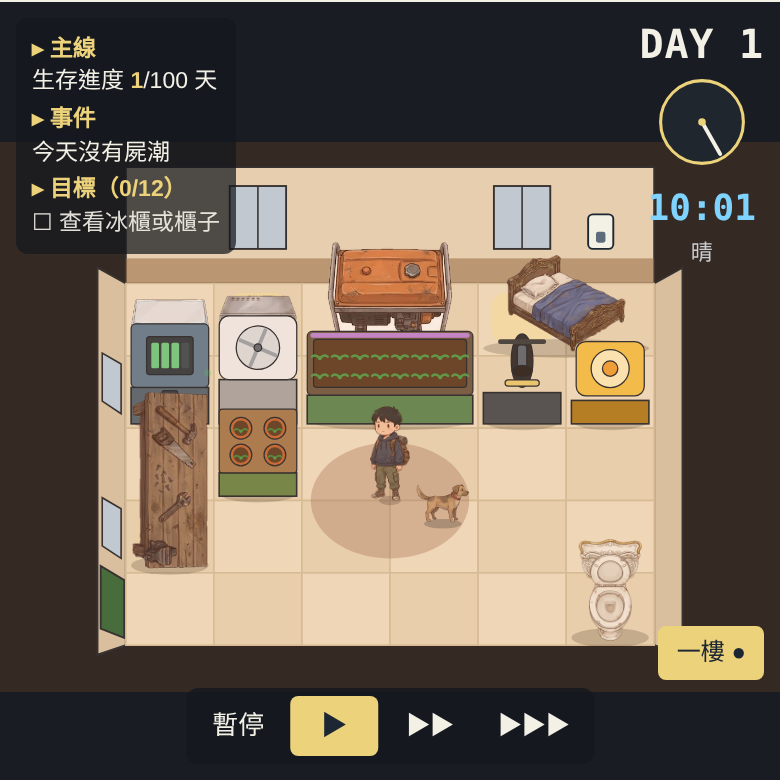 ▸ 主線
生存進度 1/100 天
▸ 事件
今天沒有屍潮
▸ 目標（0/12）
☐ 查看冰櫃或櫃子
DAY 1
10:01
晴
一樓 ●
暫停